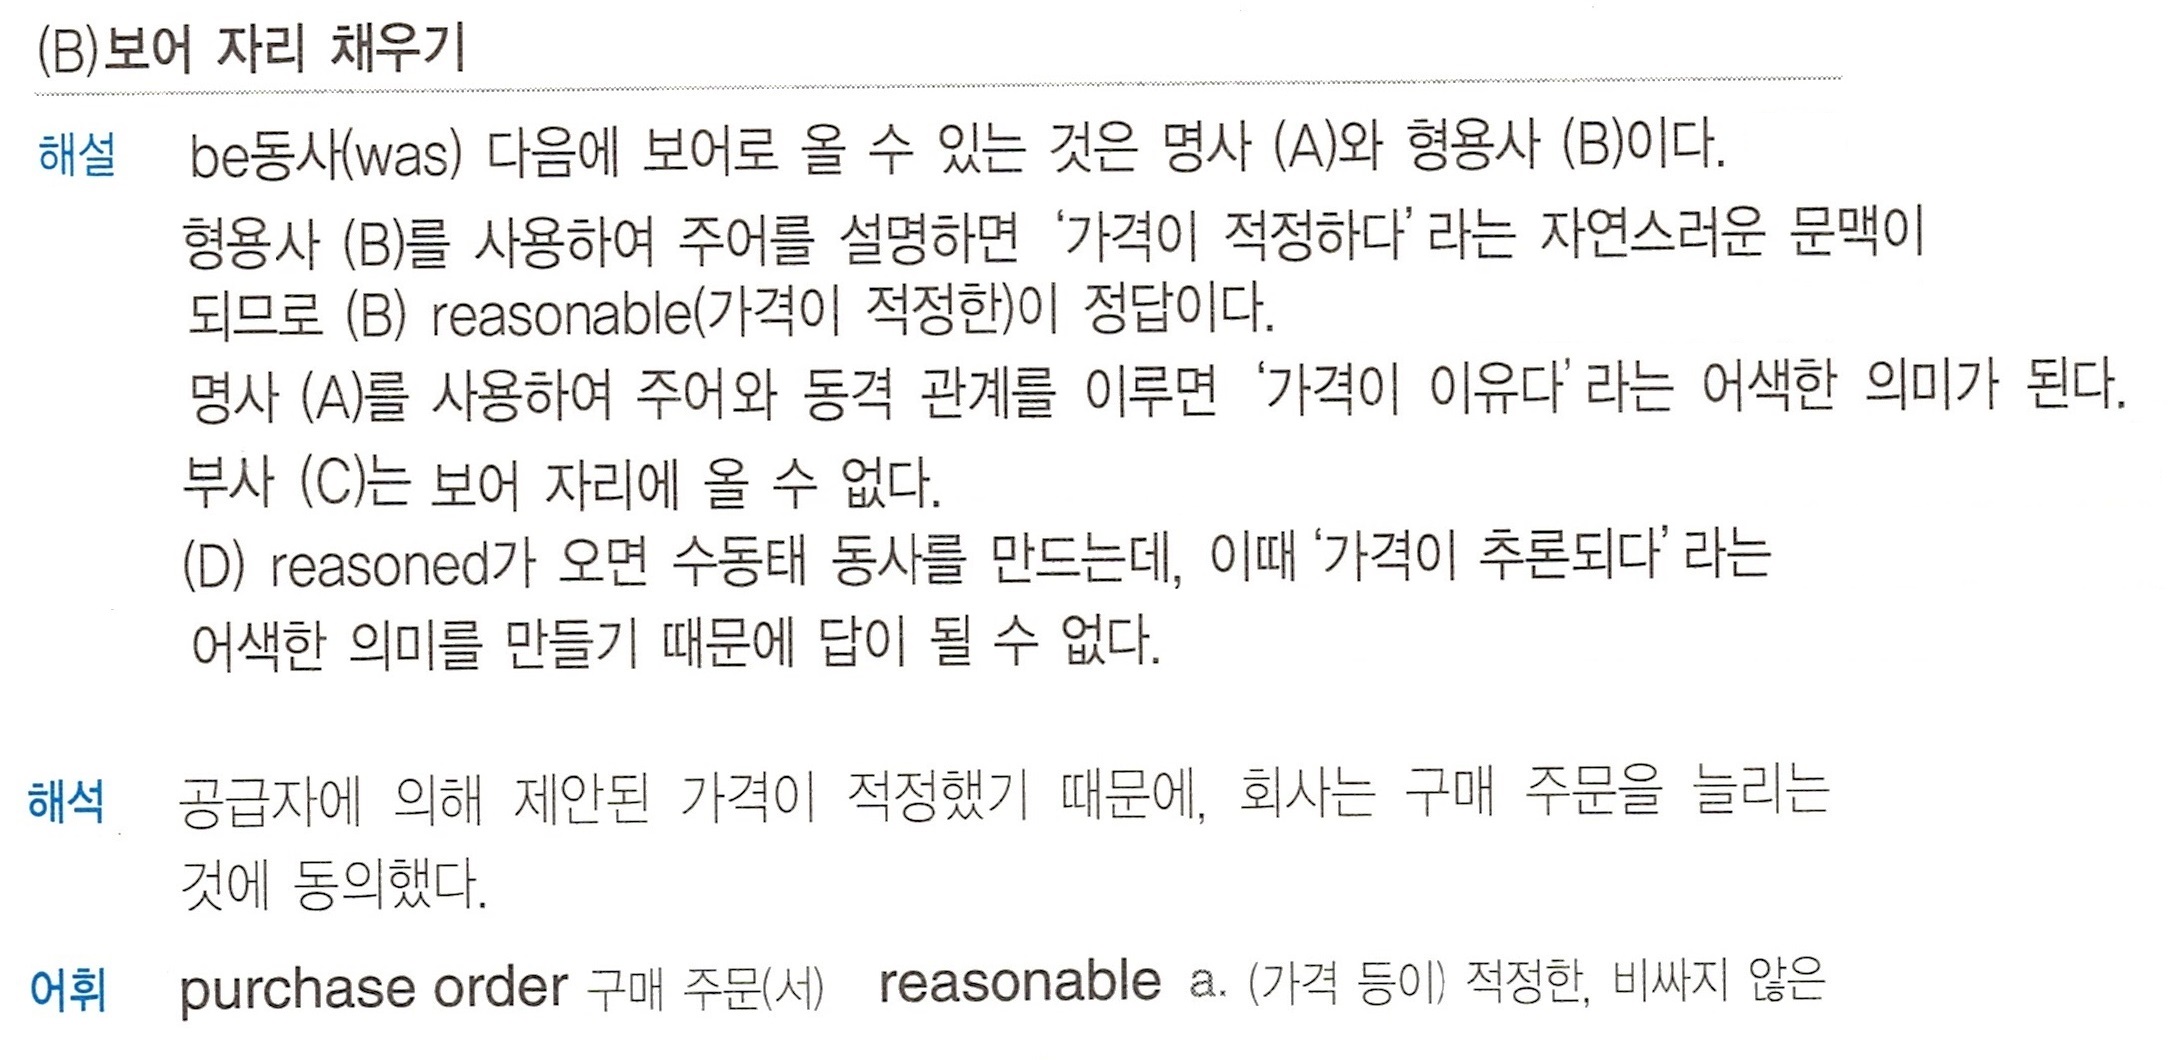 (B)보어 자리 채우기
해설 be동사(was) 다음에 보어로 올 수 있는 것은 명사 (A)와 형용사 (B)이다.
형용사 (B)를 사용하여 주어를 설명하면 ‘가격이 적정하다’라는 자연스러운 문맥이
되므로 (B) reasonable(가격이 적정한)이 정답이다.
명사 (A)를 사용하여 주어와 동격 관계를 이루면 ‘가격이 이유다’라는 어색한 의미가 된다.
부사 (C)는 보어 자리에 올 수 없다.
(D) reasoned가 오면 수동태 동사를 만드는데, 이때 ‘가격이 추론되다’라는
어색한 의미를 만들기 때문에 답이 될 수 없다.
해석 공급자에 의해 제안된 가격이 적정했기 때문에, 회사는 구매 주문을 늘리는
것에 동의했다.
어휘 purchase order 구매 주문(서) reasonable a. (가격 등이) 적정한, 비싸지 않은